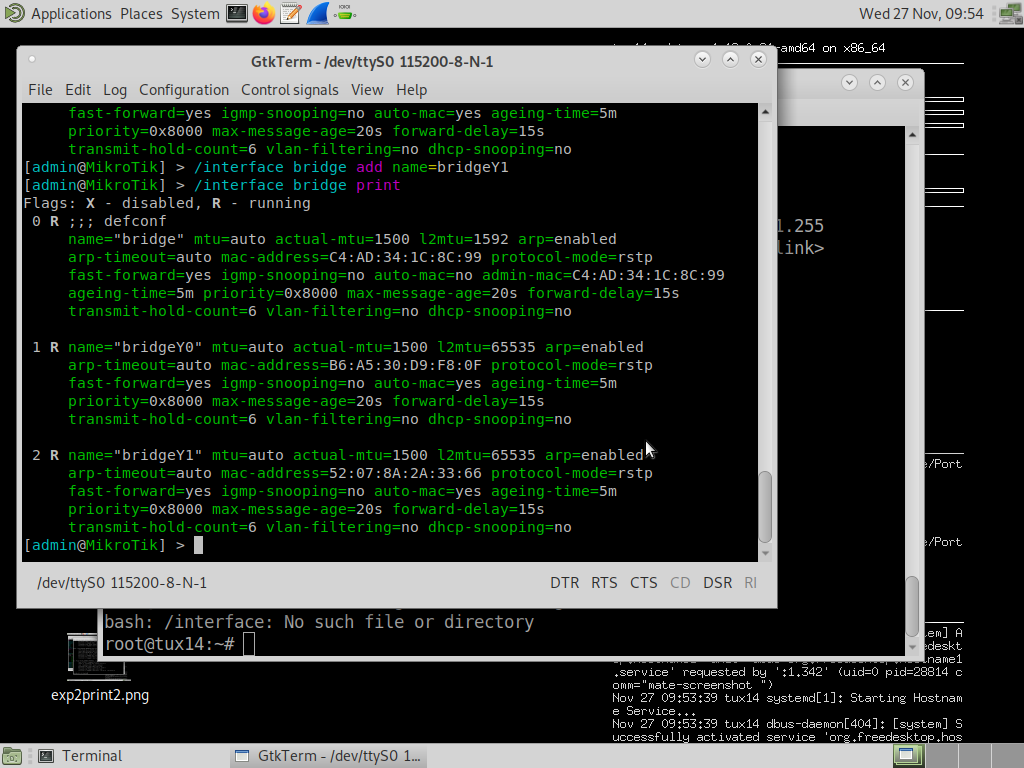 Applications Places System
Wed 27 Nov, 09:54
amd64 on x86_64
GtkTerm - /dev/ttyS0 115200-8-N-1
File Edit Log Configuration Control signals View Help
fast-forward=yes igmp-snooping=no auto-mac=yes ageing-time=5m
priority=0x8000 max-message-age=20s forward-delay=15s
transmit-hold-count=6 vlan-filtering=no dhcp-snooping=no
[admin@MikroTik] > /interface bridge add name=bridgeY1
[admin@MikroTik] > /interface bridge print
Flags: X - disabled, R - running
0 R ;;; defconf
name="bridge" mtu=auto actual-mtu=1500 l2mtu=1592 arp=enabled
arp-timeout=auto mac-address=C4:AD:34:1C:8C:99 protocol-mode=rstp
fast-forward=yes igmp-snooping=no auto-mac=no admin-mac=C4:AD:34:1C:8C:99
ageing-time=5m priority=0x8000 max-message-age=20s forward-delay=15s
transmit-hold-count=6 vlan-filtering=no dhcp-snooping=no
1 R name="bridgeY0" mtu=auto actual-mtu=1500 l2mtu=65535 arp=enabled
arp-timeout=auto mac-address=B6:A5:30:D9:F8:0F protocol-mode=rstp
fast-forward=yes igmp-snooping=no auto-mac=yes ageing-time=5m
priority=0x8000 max-message-age=20s forward-delay=15s
transmit-hold-count=6 vlan-filtering=no dhcp-snooping=no
2 R name="bridgeY1" mtu=auto actual-mtu=1500 l2mtu=65535 arp=enabled
arp-timeout=auto mac-address=52:07:8A:2A:33:66 protocol-mode=rstp
fast-forward=yes igmp-snooping=no auto-mac=yes ageing-time=5m
priority=0x8000 max-message-age=20s forward-delay=15s
transmit-hold-count=6 vlan-filtering=no dhcp-snooping=no
[admin@MikroTik] >
/dev/ttyS0 115200-8-N-1
DTR RTS CTS CD DSR RI
1.255
link>
e/Port
e/Port
bash: /interface: No such file or directory
root@tux14:~#
exp2print2.png
em] A
edeskt
.service' requested by ':1.342' (uid=0 pid=28814 c
omm="mate-screenshot ")
Nov 27 09:53:39 tux14 systemd[1]: Starting Hostnam
e Service...
Nov 27 09:53:39 tux14 dbus-daemon[404]: [system] S
uccessfully activated service 'org.freedesktop.hos
Terminal
GtkTerm - /dev/ttyS0 1...